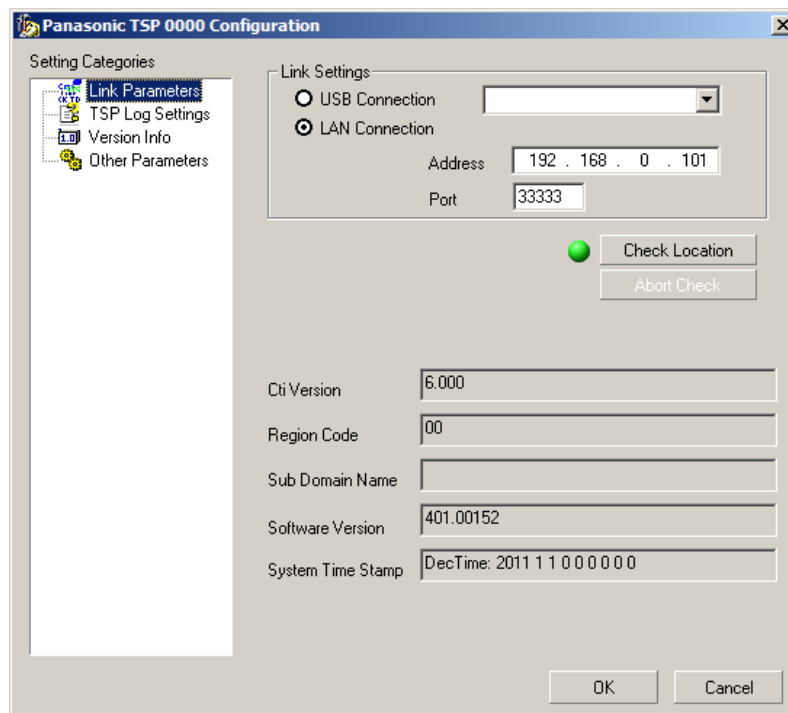 Panasonic TSP 0000 Configuration
Setting Categories
Link Parameters
TSP Log Settings
Version Info
Other Parameters
Link Settings
USB Connection
LAN Connection
Address 192 . 168 . 0 . 101
Port 33333
Check Location
Abort Check
Cti Version 6.000
Region Code 00
Sub Domain Name
Software Version 401.00152
System Time Stamp DecTime: 2011 1 1 0 0 0 0 0 0
OK Cancel